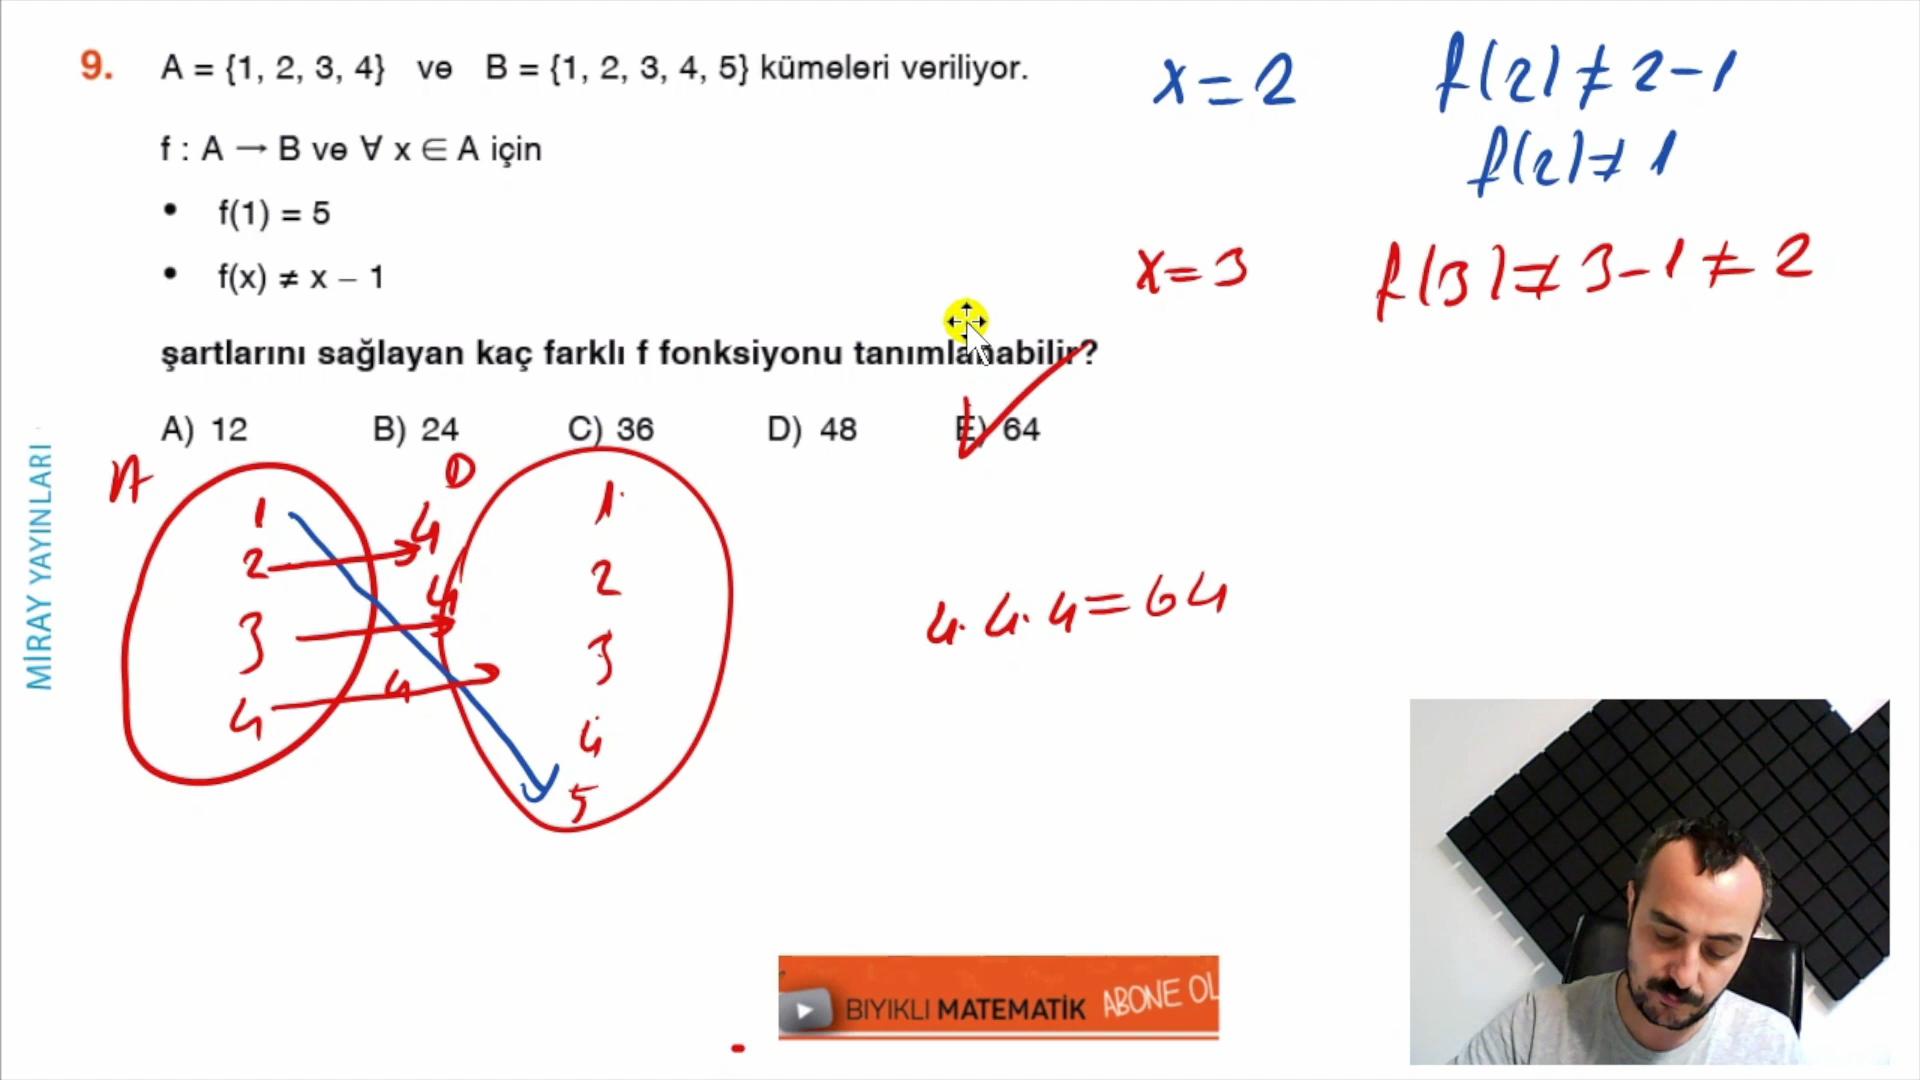 9. A = {1, 2, 3, 4} ve B = {1, 2, 3, 4, 5} kümeleri veriliyor.
f : A → B ve ∀ x ∈ A için
• f(1) = 5
• f(x) ≠ x – 1
şartlarını sağlayan kaç farklı f fonksiyonu tanımlanabilir?
A) 12 B) 24 C) 36 D) 48 E) 64
x = 2 f(2) ≠ 2-1
f(2) ≠ 1
x = 3 f(3) ≠ 3-1 ≠ 2
A
1
2
3
4
4
4
4
1
2
3
4
5
4. 4. 4 = 64
MİRAY YAYINLARI
BIYIKLI MATEMATİK ABONE OL